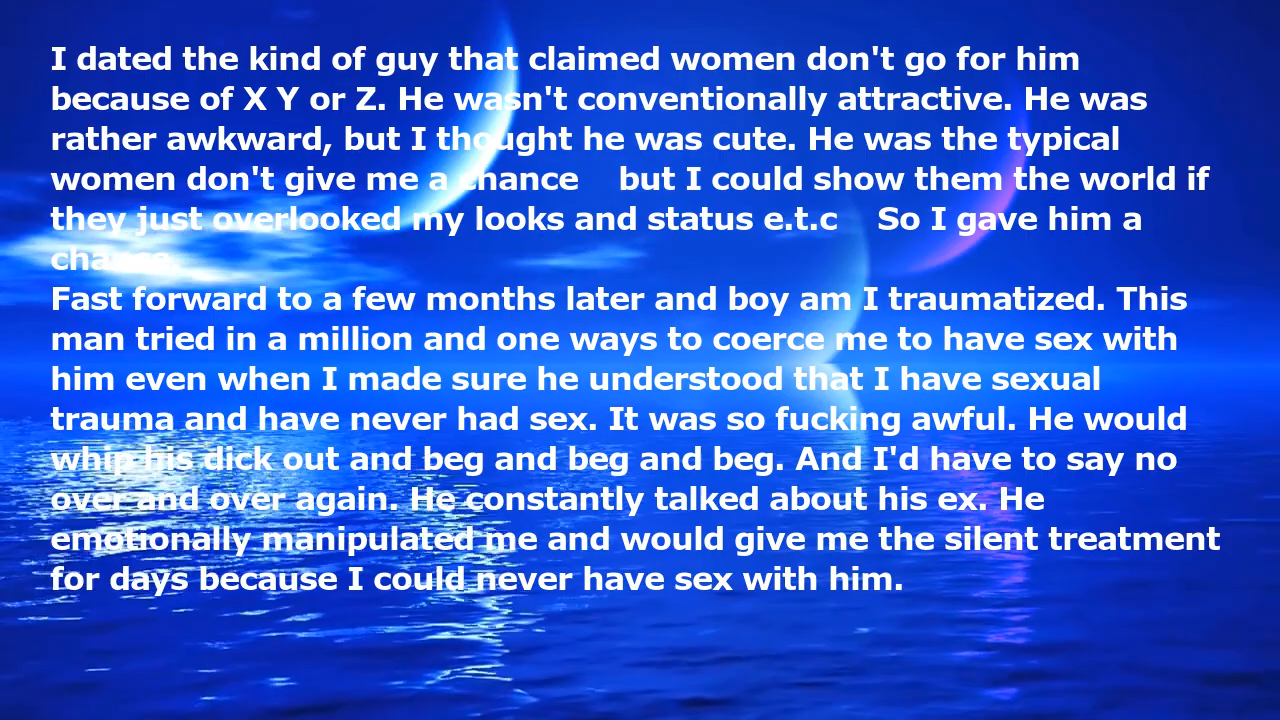 I dated the kind of guy that claimed women don't go for him
because of X Y or Z. He wasn't conventionally attractive. He was
rather awkward, but I thought he was cute. He was the typical
women don't give me a chance    but I could show them the world if
they just overlooked my looks and status e.t.c    So I gave him a
chance.
Fast forward to a few months later and boy am I traumatized. This
man tried in a million and one ways to coerce me to have sex with
him even when I made sure he understood that I have sexual
trauma and have never had sex. It was so fucking awful. He would
whip his dick out and beg and beg and beg. And I'd have to say no
over and over again. He constantly talked about his ex. He
emotionally manipulated me and would give me the silent treatment
for days because I could never have sex with him.